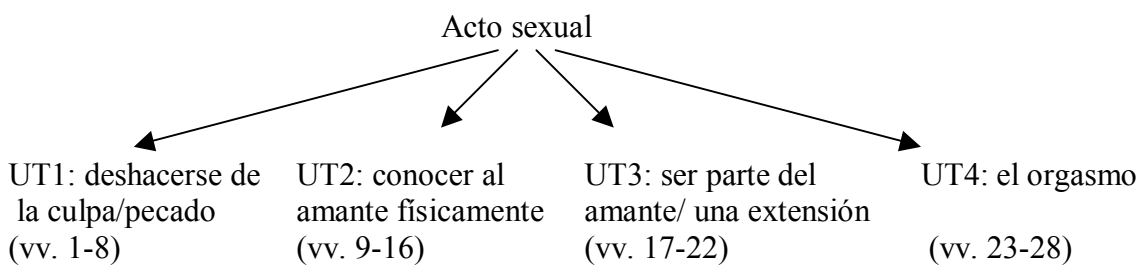 Acto sexual
UT1: deshacerse de
la culpa/pecado
(vv. 1-8)
UT2: conocer al
amante físicamente
(vv. 9-16)
UT3: ser parte del
amante/ una extensión
(vv. 17-22)
UT4: el orgasmo
(vv. 23-28)